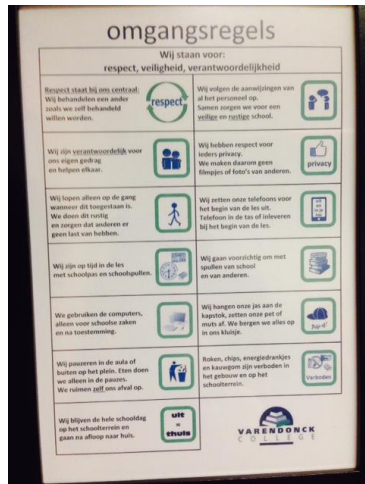 omgangsregels
Wij staan voor:
respect, veiligheid, verantwoordelijkheid
Respect staat bij ons centraal:
Wij behandelen een ander
zoals we zelf behandeld
willen worden.
respect
Wij volgen de aanwijzingen van
al het personeel op.
Samen zorgen we voor een
veilige en rustige school.
Wij zijn verantwoordelijk voor
ons eigen gedrag
en helpen elkaar.
Wij hebben respect voor
ieders privacy.
We maken daarom geen
filmpjes of foto's van anderen.
privacy
Wij lopen alleen op de gang
wanneer dit toegestaan is.
We doen dit rustig
en zorgen dat anderen er
geen last van hebben.
Wij zetten onze telefoons voor
het begin van de les uit.
Telefoon in de tas of inleveren
bij het begin van de les.
Wij zijn op tijd in de les
met schoolpas en schoolspullen.
Wij gaan voorzichtig om met
spullen van school
en van anderen.
We gebruiken de computers,
alleen voor schoolse zaken
en na toestemming.
Wij hangen onze jas aan de
kapstok, zetten onze pet of
muts af. We bergen we alles op
in ons kluisje.
Wij pauzeren in de aula of
buiten op het plein. Eten doen
we alleen in de pauzes.
We ruimen zelf ons afval op.
Roken, chips, energiedrankjes
en kauwgom zijn verboden in
het gebouw en op het
schoolterrein.
Verboden
Wij blijven de hele schooldag
op het schoolterrein en
gaan na afloop naar huis.
uit
=
thuis
VARENDONCK
COLLEGE